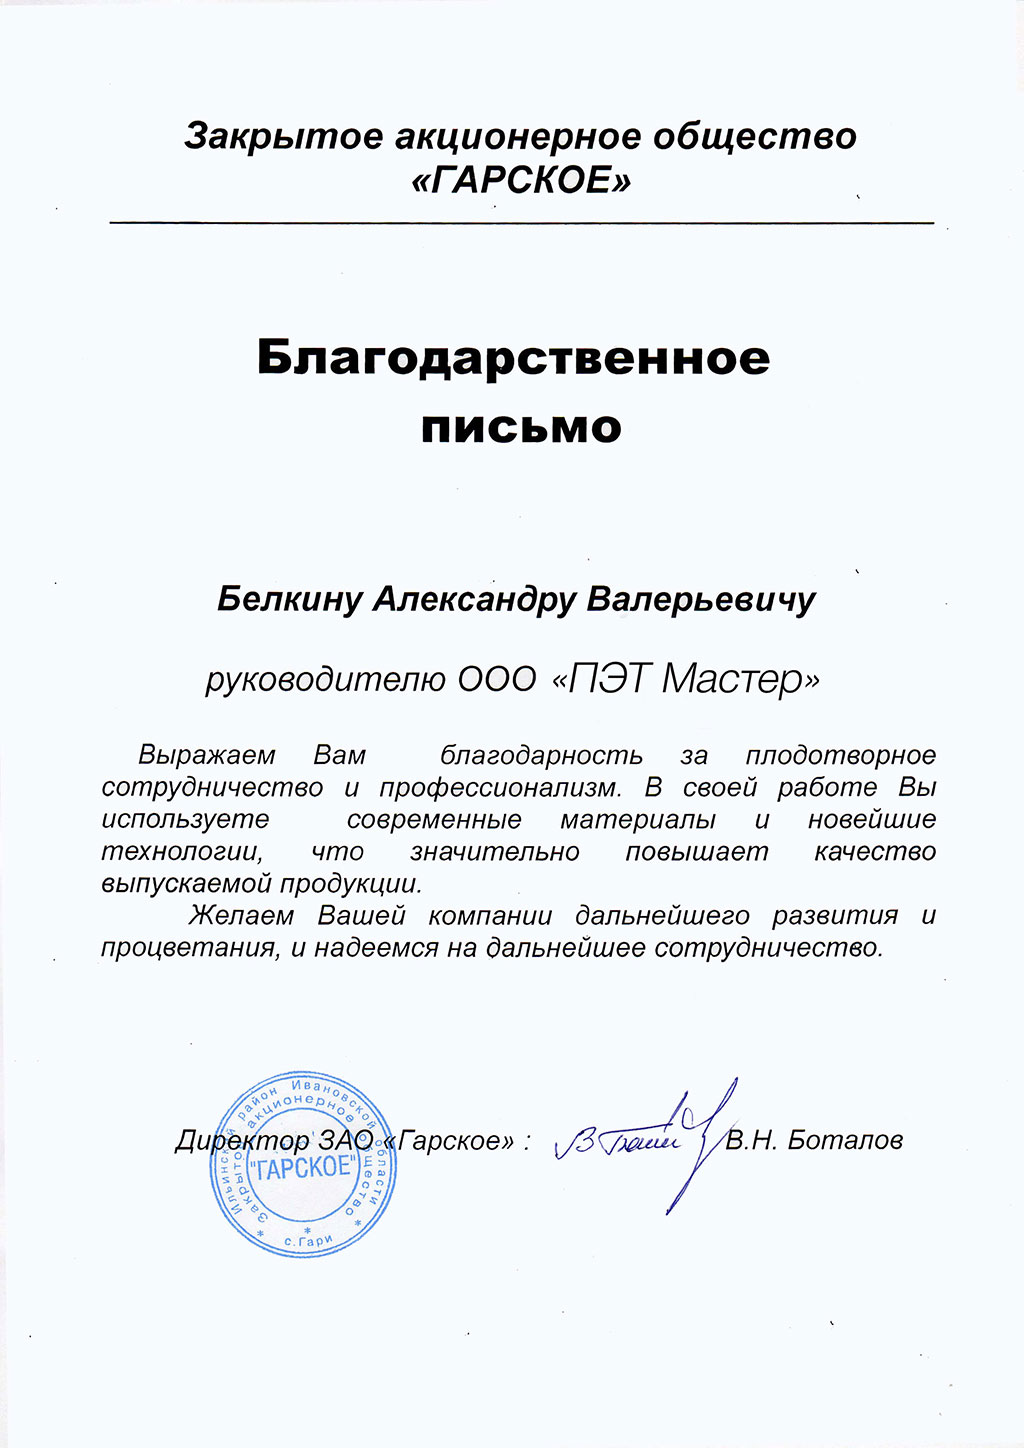 Закрытое акционерное общество
«ГАРСКОЕ»
Благодарственное
письмо
Белкину Александру Валерьевичу
руководителю ООО «ПЭТ Мастер»
Выражаем Вам благодарность за плодотворное
сотрудничество и профессионализм. В своей работе Вы
используете современные материалы и новейшие
технологии, что значительно повышает качество
выпускаемой продукции.
Желаем Вашей компании дальнейшего развития и
процветания, и надеемся на дальнейшее сотрудничество.
Директор ЗАО «Гарское» : В.Н. Боталов
Ильинский район Ивановской области
Закрытое акционерное общество
"ГАРСКОЕ"
с.Гари